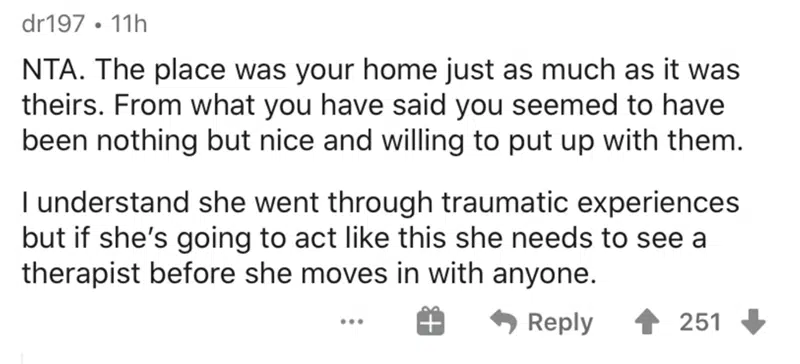 dr197 • 11h
NTA. The place was your home just as much as it was
theirs. From what you have said you seemed to have
been nothing but nice and willing to put up with them.
I understand she went through traumatic experiences
but if she's going to act like this she needs to see a
therapist before she moves in with anyone.
... Reply 251